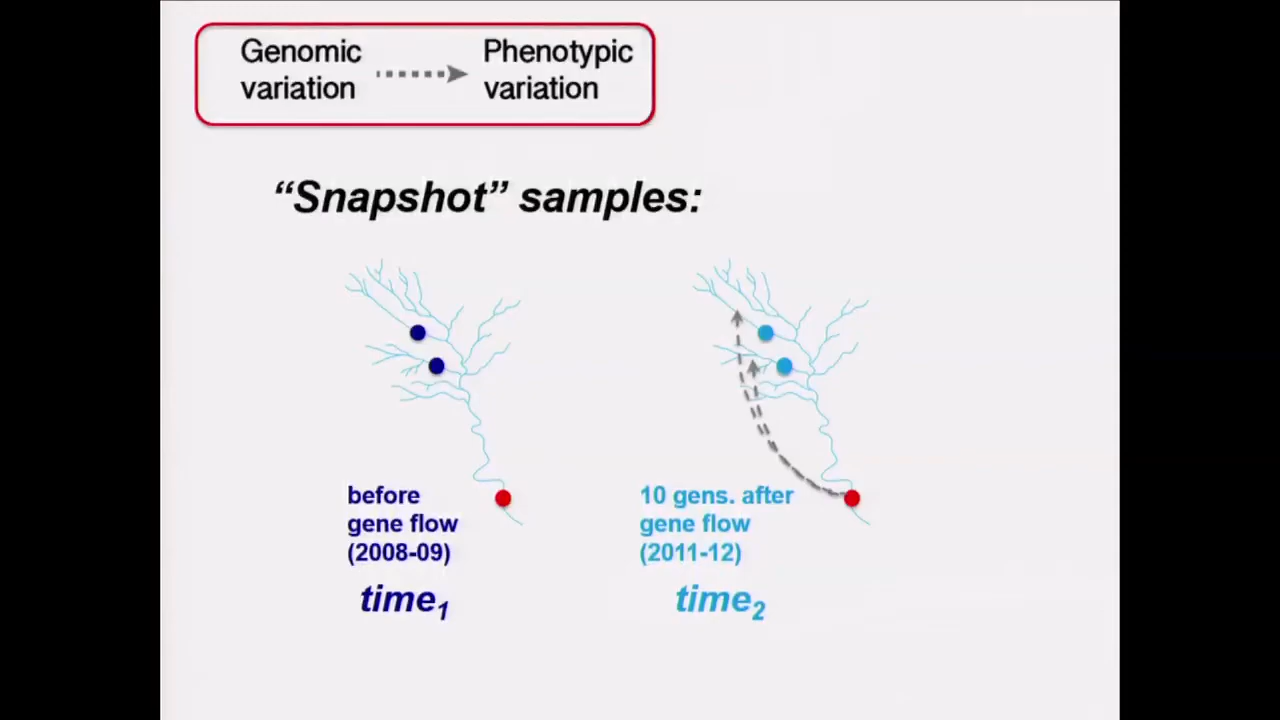 Genomic variation
Phenotypic variation
“Snapshot” samples:
before
gene flow
(2008-09)
time1
10 gens. after
gene flow
(2011-12)
time2